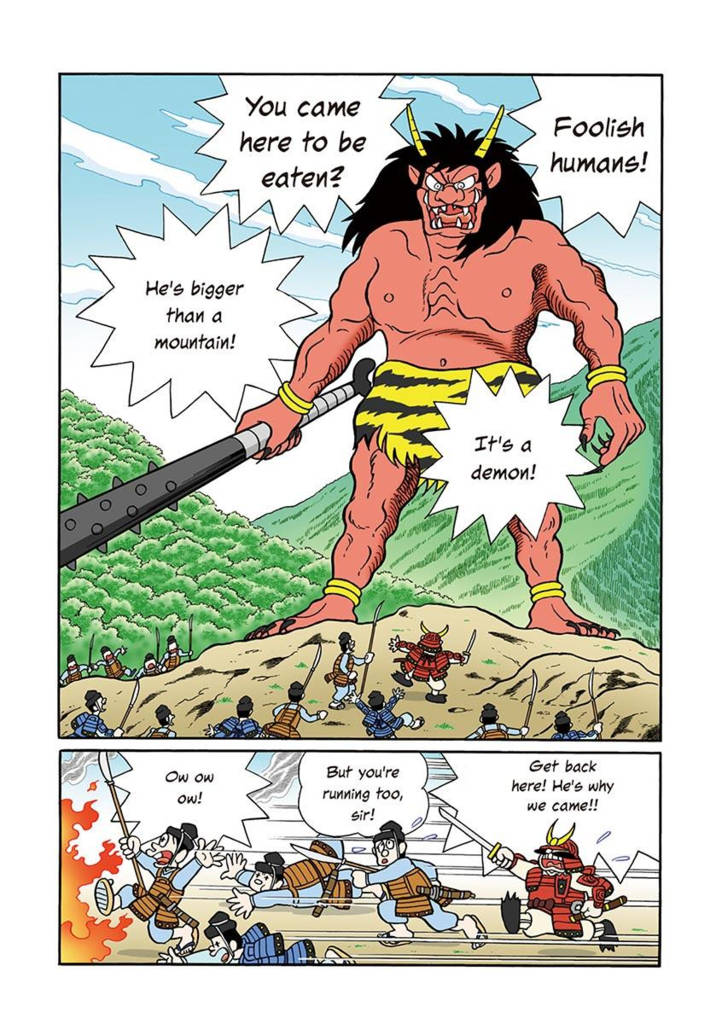 You came
here to be
eaten?
Foolish
humans!
He's bigger
than a
mountain!
It's a
demon!
Ow ow
ow!
But you're
running too,
sir!
Get back
here! He's why
we came!!